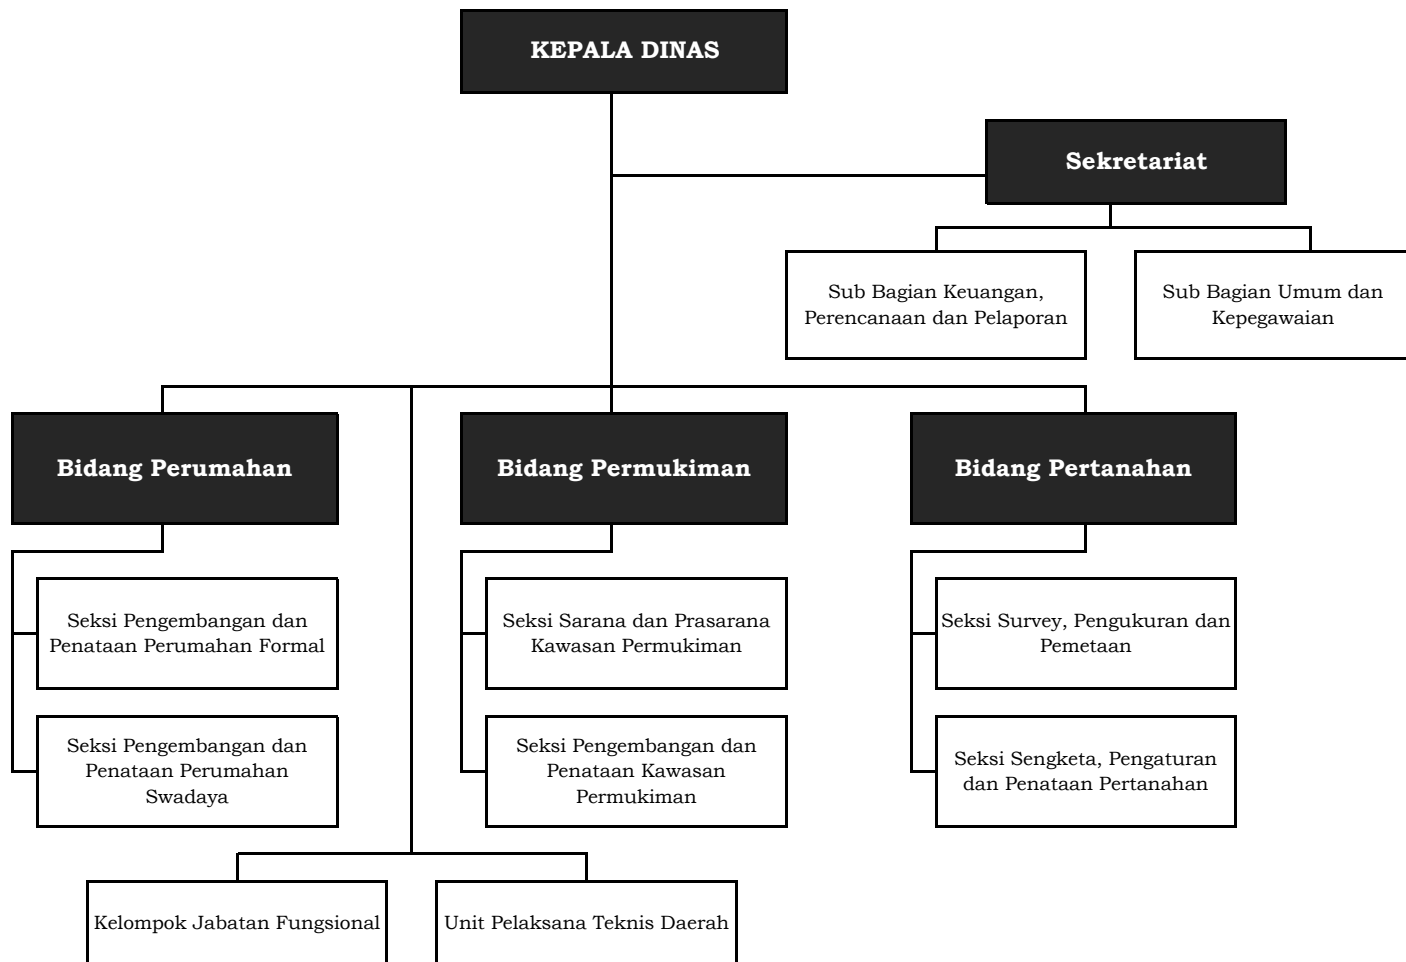 KEPALA DINAS
Sekretariat
Sub Bagian Keuangan,
Perencanaan dan Pelaporan
Sub Bagian Umum dan
Kepegawaian
Bidang Perumahan
Bidang Permukiman
Bidang Pertanahan
Seksi Pengembangan dan
Penataan Perumahan Formal
Seksi Sarana dan Prasarana
Kawasan Permukiman
Seksi Survey, Pengukuran dan
Pemetaan
Seksi Pengembangan dan
Penataan Perumahan
Swadaya
Seksi Pengembangan dan
Penataan Kawasan
Permukiman
Seksi Sengketa, Pengaturan
dan Penataan Pertanahan
Kelompok Jabatan Fungsional
Unit Pelaksana Teknis Daerah